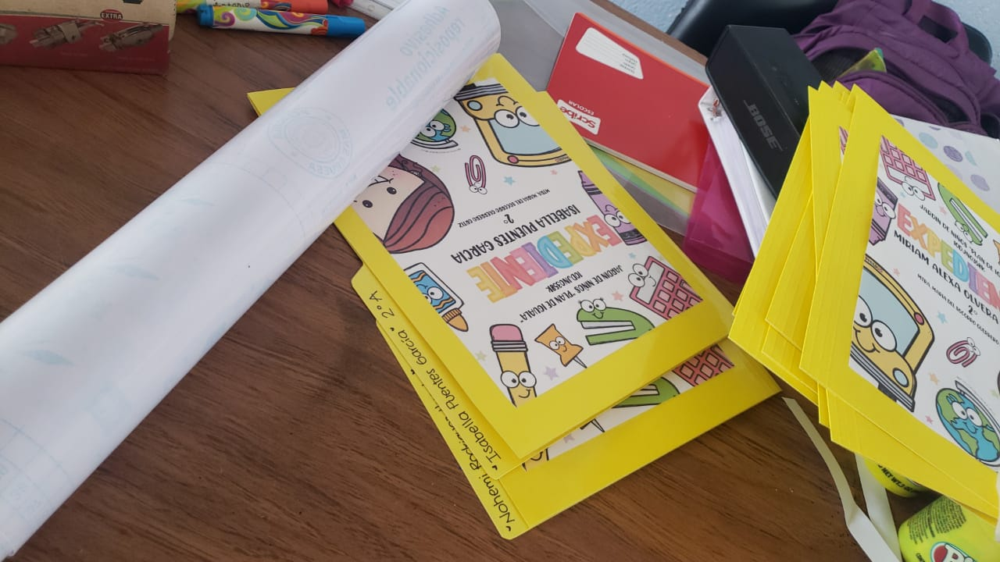 EXTRA
Adhesivo
reposicionable
Scribe
ESCOLAR
BOSE
JARDIN DE NIÑOS "PLAN DE IGUALA"
EXPEDIENTE
ISABELLA PUENTES GARCIA
2°
MTRA. MARIA DEL SOCORRO GUERRERO ORTIZ
Isabella Puentes Garcia 2° A
Nohemi
JARDIN DE NIÑOS "PLAN DE
EXPEDIEN
MIRIAM ALEXA OLVERA
2°
MTRA. MARIA DEL SOCORRO GUERRERO